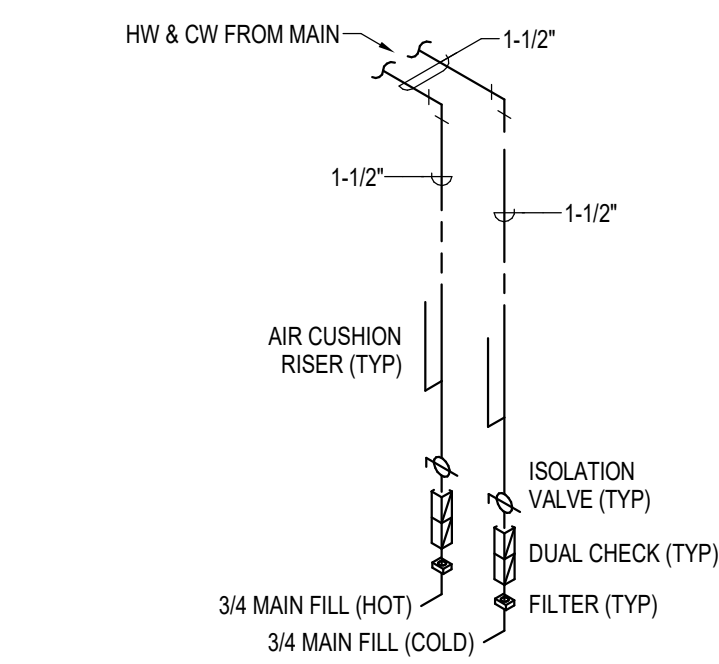 HW & CW FROM MAIN
1-1/2"
1-1/2"
1-1/2"
AIR CUSHION
RISER (TYP)
ISOLATION
VALVE (TYP)
DUAL CHECK (TYP)
3/4 MAIN FILL (HOT)
FILTER (TYP)
3/4 MAIN FILL (COLD)